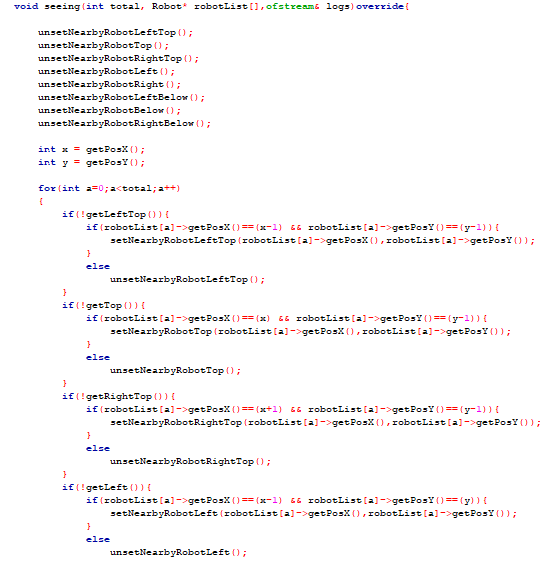 void seeing(int total, Robot* robotList[],ofstream& logs)override{
unsetNearbyRobotLeftTop();
unsetNearbyRobotTop();
unsetNearbyRobotRightTop();
unsetNearbyRobotLeft();
unsetNearbyRobotRight();
unsetNearbyRobotLeftBelow();
unsetNearbyRobotBelow();
unsetNearbyRobotRightBelow();
int x = getPosX();
int y = getPosY();
for(int a=0;a<total;a++)
{
if(!getLeftTop()){
if(robotList[a]->getPosX()==(x-1) && robotList[a]->getPosY()==(y-1)){
setNearbyRobotLeftTop(robotList[a]->getPosX(),robotList[a]->getPosY());
}
else
unsetNearbyRobotLeftTop();
}
if(!getTop()){
if(robotList[a]->getPosX()==(x) && robotList[a]->getPosY()==(y-1)){
setNearbyRobotTop(robotList[a]->getPosX(),robotList[a]->getPosY());
}
else
unsetNearbyRobotTop();
}
if(!getRightTop()){
if(robotList[a]->getPosX()==(x+1) && robotList[a]->getPosY()==(y-1)){
setNearbyRobotRightTop(robotList[a]->getPosX(),robotList[a]->getPosY());
}
else
unsetNearbyRobotRightTop();
}
if(!getLeft()){
if(robotList[a]->getPosX()==(x-1) && robotList[a]->getPosY()==(y)){
setNearbyRobotLeft(robotList[a]->getPosX(),robotList[a]->getPosY());
}
else
unsetNearbyRobotLeft();